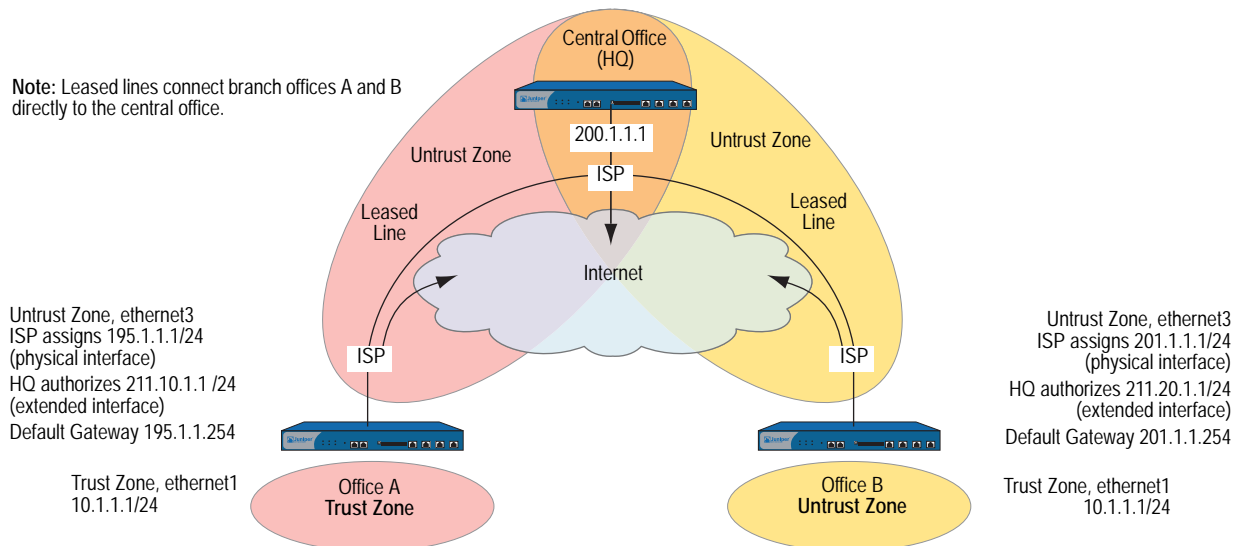 Central Office
(HQ)
Note: Leased lines connect branch offices A and B
directly to the central office.
200.1.1.1
Untrust Zone
Untrust Zone
ISP
Leased
Line
Leased
Line
Internet
Untrust Zone, ethernet3
ISP assigns 195.1.1.1/24
(physical interface)
HQ authorizes 211.10.1.1 /24
(extended interface)
Default Gateway 195.1.1.254
ISP
ISP
Untrust Zone, ethernet3
ISP assigns 201.1.1.1/24
(physical interface)
HQ authorizes 211.20.1.1/24
(extended interface)
Default Gateway 201.1.1.254
Trust Zone, ethernet1
10.1.1.1/24
Office A
Trust Zone
Office B
Untrust Zone
Trust Zone, ethernet1
10.1.1.1/24